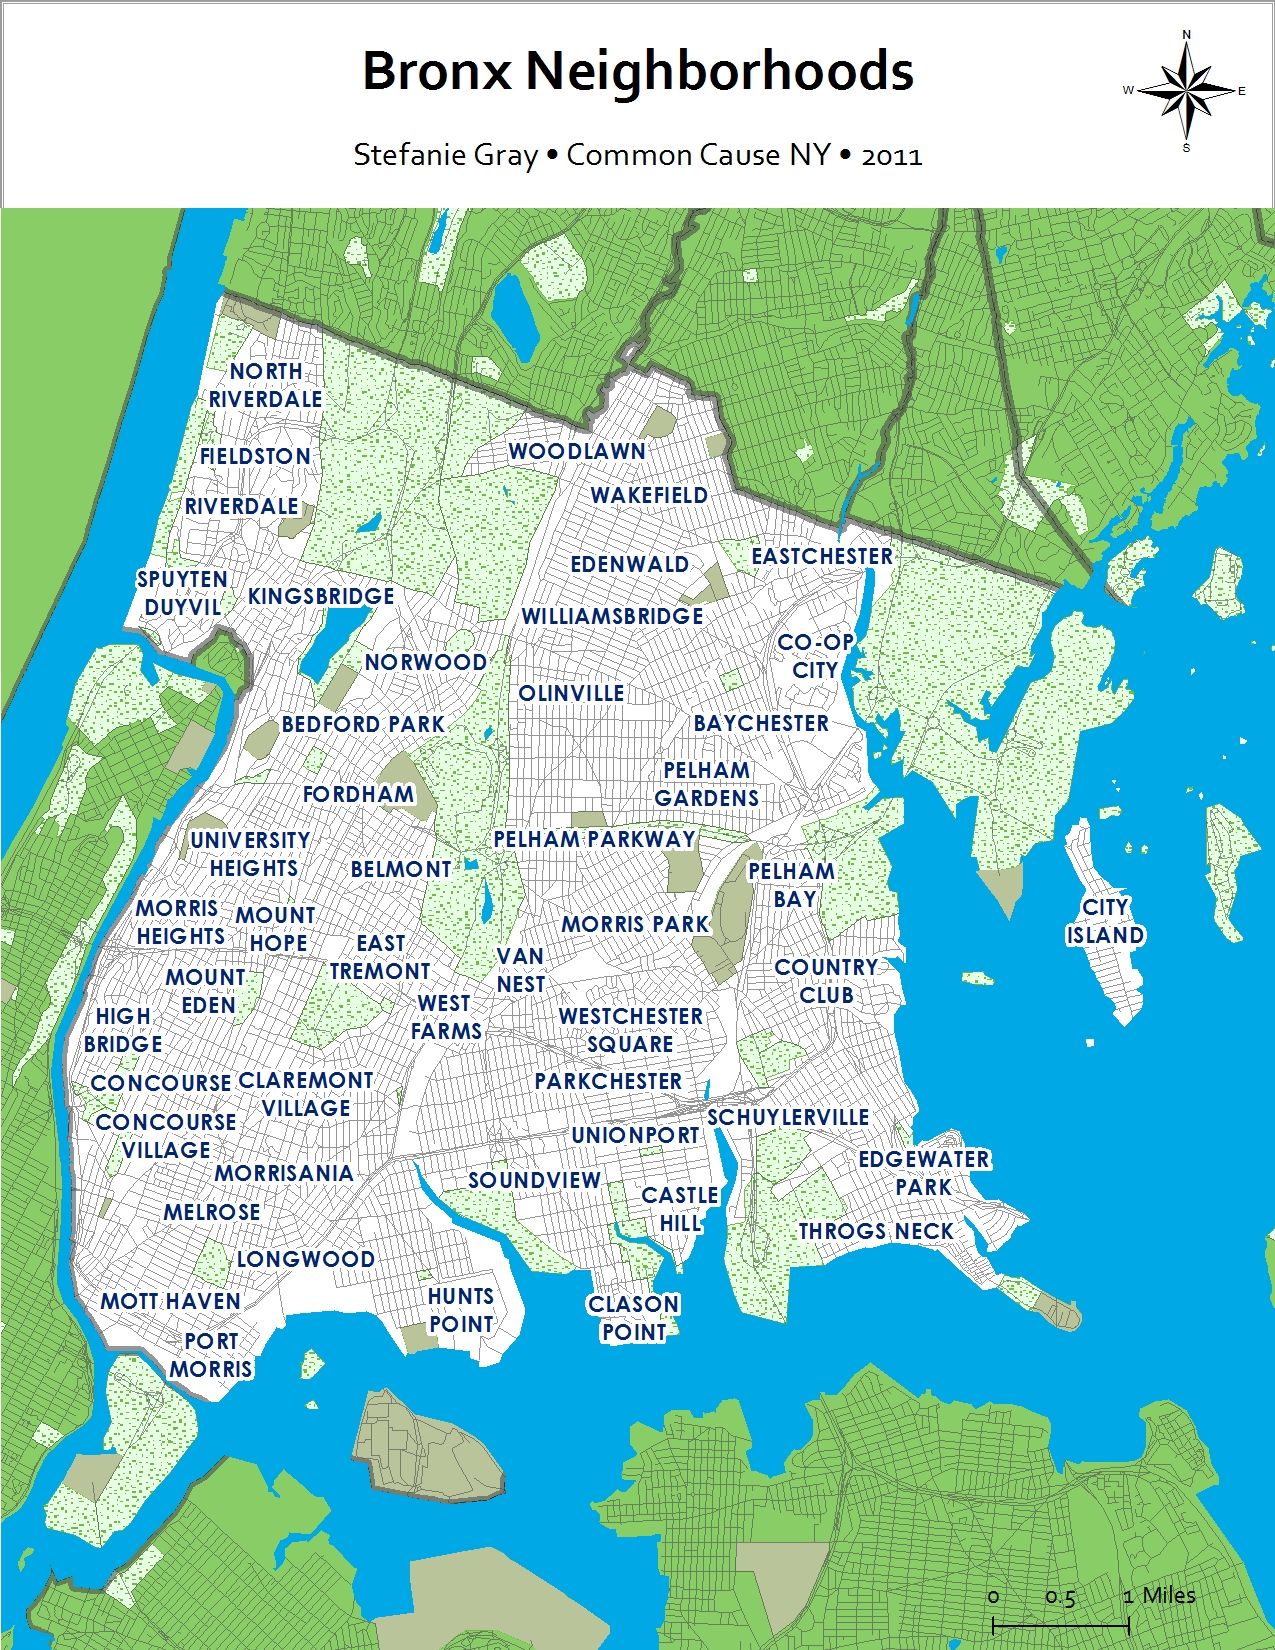 Bronx Neighborhoods
Stefanie Gray • Common Cause NY • 2011
N
W
E
S
NORTH
RIVERDALE
WOODLAWN
FIELDSTON
WAKEFIELD
RIVERDALE
EASTCHESTER
EDENWALD
SPUYTEN
DUYVIL
KINGSBRIDGE
WILLIAMSBRIDGE
CO-OP
CITY
NORWOOD
OLINVILLE
BEDFORD PARK
BAYCHESTER
PELHAM
GARDENS
FORDHAM
UNIVERSITY
HEIGHTS
PELHAM PARKWAY
BELMONT
PELHAM
BAY
MORRIS
HEIGHTS
MOUNT
HOPE
MORRIS PARK
CITY
ISLAND
EAST
TREMONT
VAN
NEST
COUNTRY
CLUB
MOUNT
EDEN
WEST
FARMS
HIGH
BRIDGE
WESTCHESTER
SQUARE
CONCOURSE
CLAREMONT
VILLAGE
PARKCHESTER
CONCOURSE
VILLAGE
SCHUYLERVILLE
UNIONPORT
MORRISANIA
EDGEWATER
PARK
SOUNDVIEW
CASTLE
HILL
MELROSE
THROGS NECK
LONGWOOD
MOTT HAVEN
HUNTS
POINT
CLASON
POINT
PORT
MORRIS
0 0.5 1 Miles